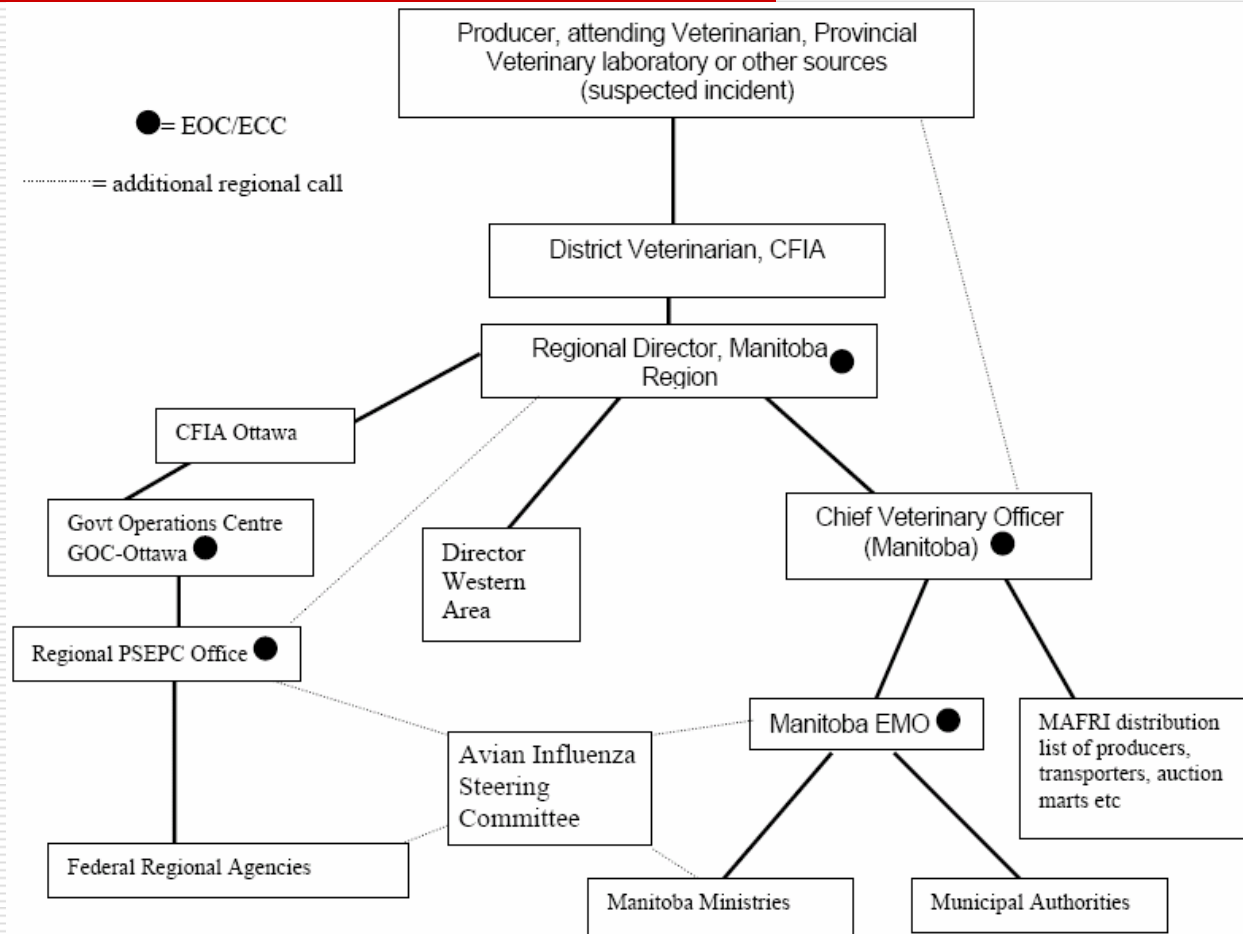 Producer, attending Veterinarian, Provincial
Veterinary laboratory or other sources
(suspected incident)
= EOC/ECC
= additional regional call
District Veterinarian, CFIA
Regional Director, Manitoba
Region
CFIA Ottawa
Govt Operations Centre
GOC-Ottawa
Director
Western
Area
Chief Veterinary Officer
(Manitoba)
Regional PSEPC Office
Avian Influenza
Steering
Committee
Manitoba EMO
MAFRI distribution
list of producers,
transporters, auction
marts etc
Federal Regional Agencies
Manitoba Ministries
Municipal Authorities